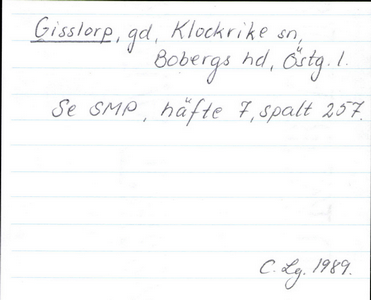 Gisslorp, gd, Klockrike sn,
Bobergs hd, Östg. l.
Se SMP, häfte 7, spalt 257.
C. Lg. 1989.